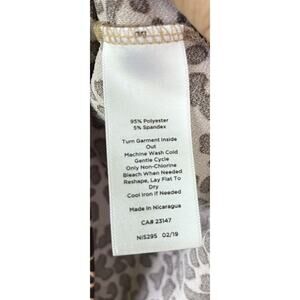 95% Polyester
5% Spandex
Turn Garment Inside
Out
Machine Wash Cold
Gentle Cycle
Only Non-Chlorine
Bleach When Needed
Reshape, Lay Flat To
Dry
Cool Iron If Needed
Made In Nicaragua
CA# 23147
NIS295 02/19